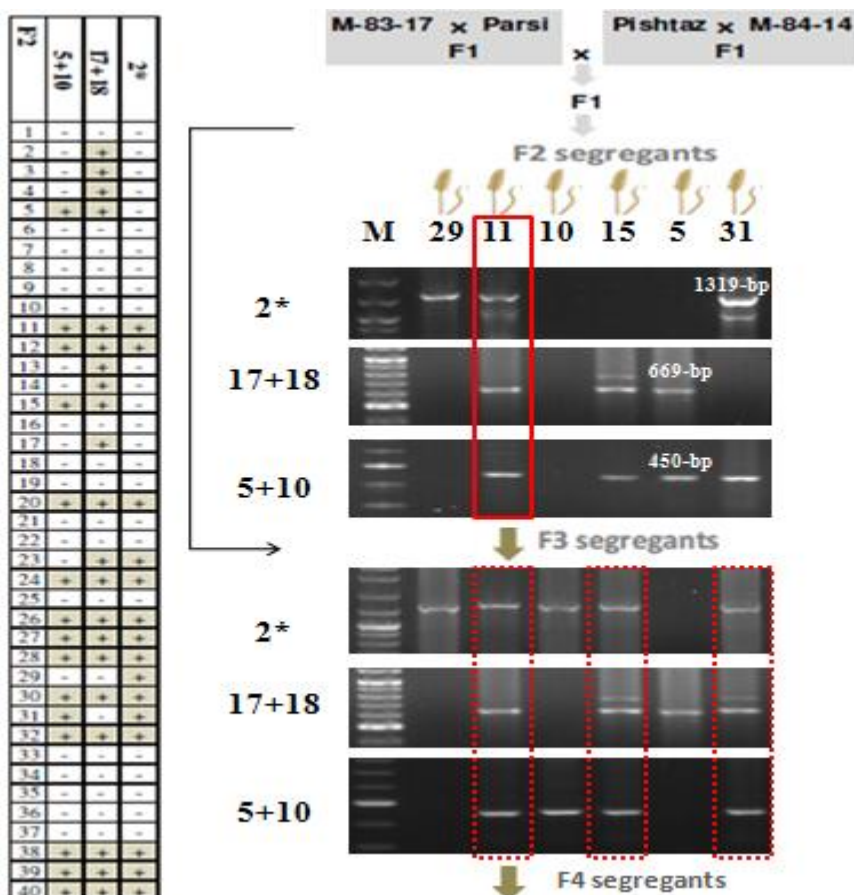 F2 5+10 17+18 2*
1 - - -
2 - + -
3 - + -
4 - + -
5 + + -
6 - - -
7 - - -
8 - - -
9 - - -
10 - - -
11 + + +
12 + + +
13 - + -
14 - + -
15 + + -
16 - - -
17 - + -
18 - - -
19 - - -
20 + + +
21 - - -
22 - - -
23 - + +
24 + + +
25 - - -
26 + + +
27 + + +
28 + + +
29 - - +
30 + + +
31 + - +
32 + + +
33 - - -
34 - - -
35 - - -
36 - - -
37 - - -
38 + + +
39 + + +
40 + + +
M-83-17 x Parsi
F1
x
Pishtaz x M-84-14
F1
F1
F2 segregants
M 29 11 10 15 5 31
2*
1319-bp
17+18
669-bp
5+10
450-bp
F3 segregants
2*
17+18
5+10
F4 segregants